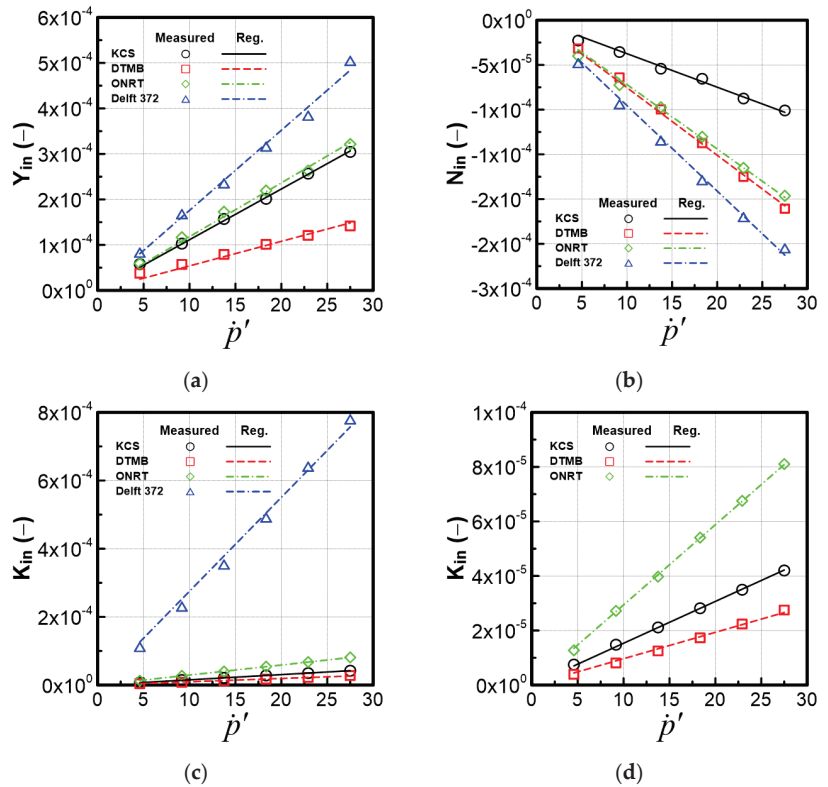 Measured Reg.
KCS
DTMB
ONRT
Delft 372
Y_in (−)
6x10⁻⁴
5x10⁻⁴
3x10⁻⁴
2x10⁻⁴
1x10⁻⁴
0x10⁰
0 5 10 15 20 25 30
ṗ′
(a)
N_in (−)
0x10⁰
-5x10⁻⁵
-1x10⁻⁴
-1x10⁻⁴
-2x10⁻⁴
-2x10⁻⁴
-3x10⁻⁴
Measured Reg.
KCS
DTMB
ONRT
Delft 372
0 5 10 15 20 25 30
ṗ′
(b)
Measured Reg.
KCS
DTMB
ONRT
Delft 372
K_in (−)
8x10⁻⁴
6x10⁻⁴
4x10⁻⁴
2x10⁻⁴
0x10⁰
0 5 10 15 20 25 30
ṗ′
(c)
Measured Reg.
KCS
DTMB
ONRT
K_in (−)
1x10⁻⁴
8x10⁻⁵
6x10⁻⁵
4x10⁻⁵
2x10⁻⁵
0x10⁰
0 5 10 15 20 25 30
ṗ′
(d)